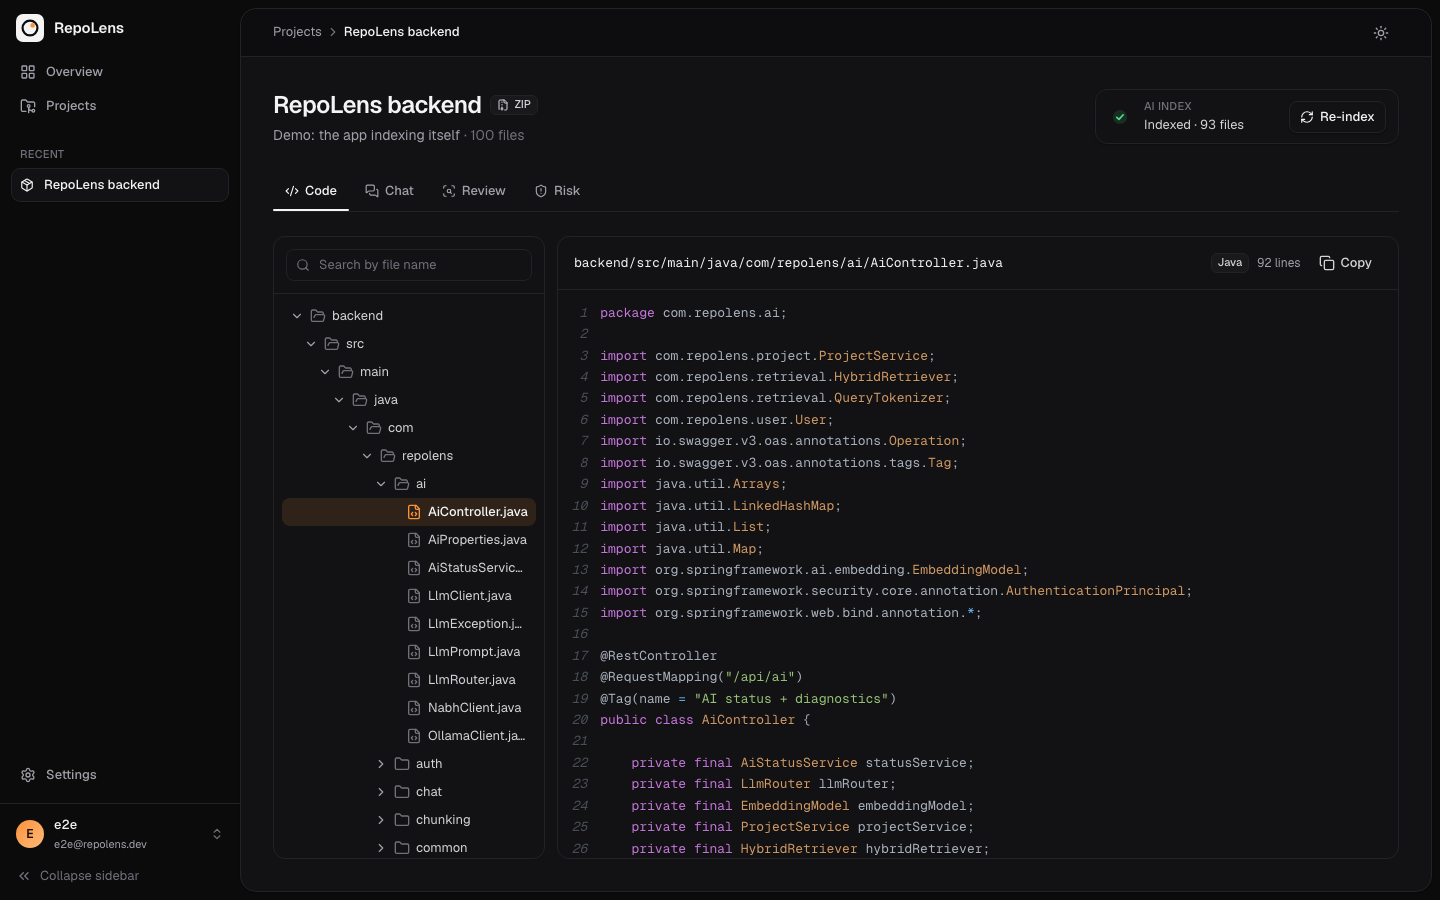 RepoLens
Overview
Projects
RECENT
RepoLens backend
Settings
E
e2e
e2e@repolens.dev
Collapse sidebar
Projects > RepoLens backend
RepoLens backend ZIP
Demo: the app indexing itself · 100 files
AI INDEX
Indexed · 93 files
Re-index
Code Chat Review Risk
Search by file name
backend
src
main
java
com
repolens
ai
AiController.java
AiProperties.java
AiStatusServic...
LlmClient.java
LlmException.j...
LlmPrompt.java
LlmRouter.java
NabhClient.java
OllamaClient.ja...
auth
chat
chunking
common
backend/src/main/java/com/repolens/ai/AiController.java Java 92 lines Copy
1 package com.repolens.ai;
2
3 import com.repolens.project.ProjectService;
4 import com.repolens.retrieval.HybridRetriever;
5 import com.repolens.retrieval.QueryTokenizer;
6 import com.repolens.user.User;
7 import io.swagger.v3.oas.annotations.Operation;
8 import io.swagger.v3.oas.annotations.tags.Tag;
9 import java.util.Arrays;
10 import java.util.LinkedHashMap;
11 import java.util.List;
12 import java.util.Map;
13 import org.springframework.ai.embedding.EmbeddingModel;
14 import org.springframework.security.core.annotation.AuthenticationPrincipal;
15 import org.springframework.web.bind.annotation.*;
16
17 @RestController
18 @RequestMapping("/api/ai")
19 @Tag(name = "AI status + diagnostics")
20 public class AiController {
21
22 private final AiStatusService statusService;
23 private final LlmRouter llmRouter;
24 private final EmbeddingModel embeddingModel;
25 private final ProjectService projectService;
26 private final HybridRetriever hybridRetriever;